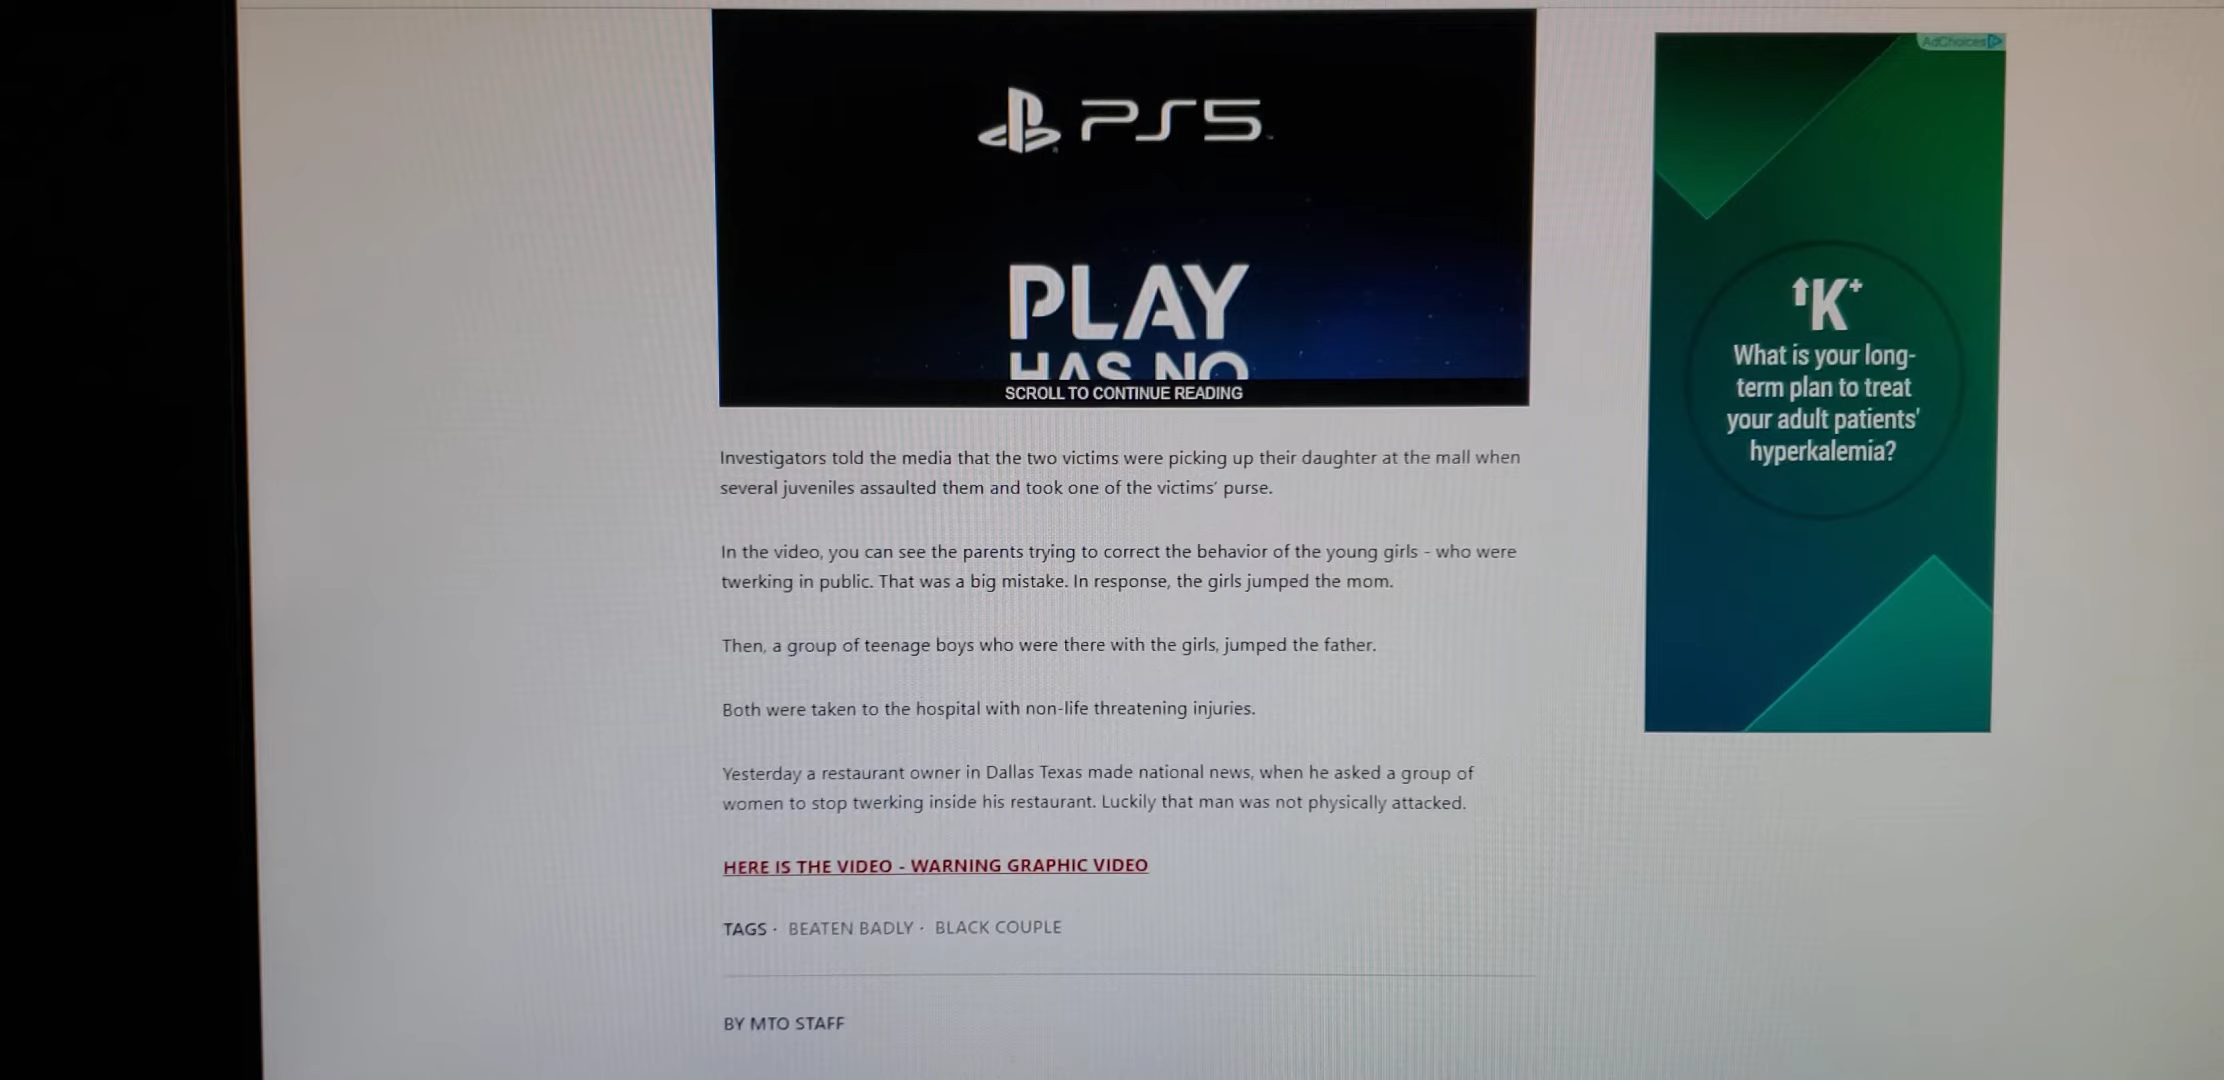 PS5
PLAY
HAS NO
SCROLL TO CONTINUE READING
Investigators told the media that the two victims were picking up their daughter at the mall when
several juveniles assaulted them and took one of the victims' purse.
In the video, you can see the parents trying to correct the behavior of the young girls - who were
twerking in public. That was a big mistake. In response, the girls jumped the mom.
Then, a group of teenage boys who were there with the girls, jumped the father.
Both were taken to the hospital with non-life threatening injuries.
Yesterday a restaurant owner in Dallas Texas made national news, when he asked a group of
women to stop twerking inside his restaurant. Luckily that man was not physically attacked.
HERE IS THE VIDEO - WARNING GRAPHIC VIDEO
TAGS · BEATEN BADLY · BLACK COUPLE
BY MTO STAFF
AdChoices
↑K+
What is your long-
term plan to treat
your adult patients'
hyperkalemia?